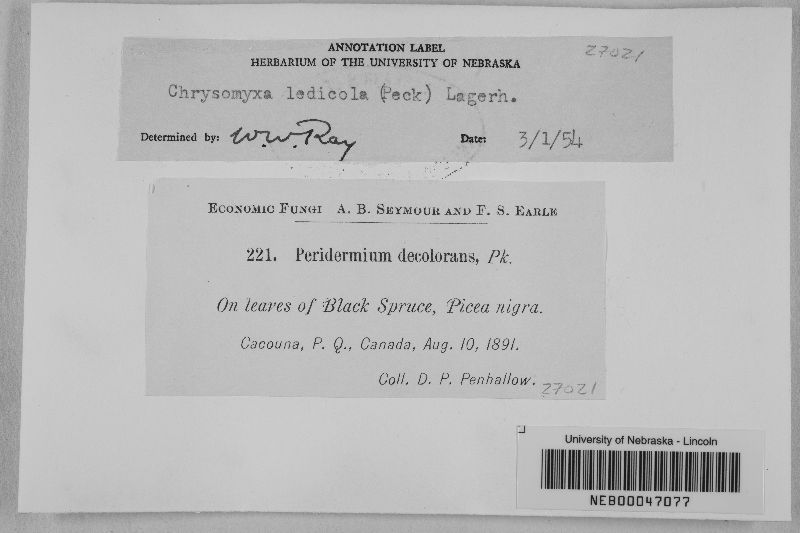 ANNOTATION LABEL
27021
HERBARIUM OF THE UNIVERSITY OF NEBRASKA
Chrysomyxa ledicola (Peck) Lagerh.
Determined by: W.W. Ray Date: 3/1/54
ECONOMIC FUNGI A. B. SEYMOUR AND F. S. EARLE
221. Peridermium decolorans, Pk.
On leaves of Black Spruce, Picea nigra.
Cacouna, P. Q., Canada, Aug. 10, 1891.
Coll. D. P. Penhallow.
27021
University of Nebraska - Lincoln
NEB00047077